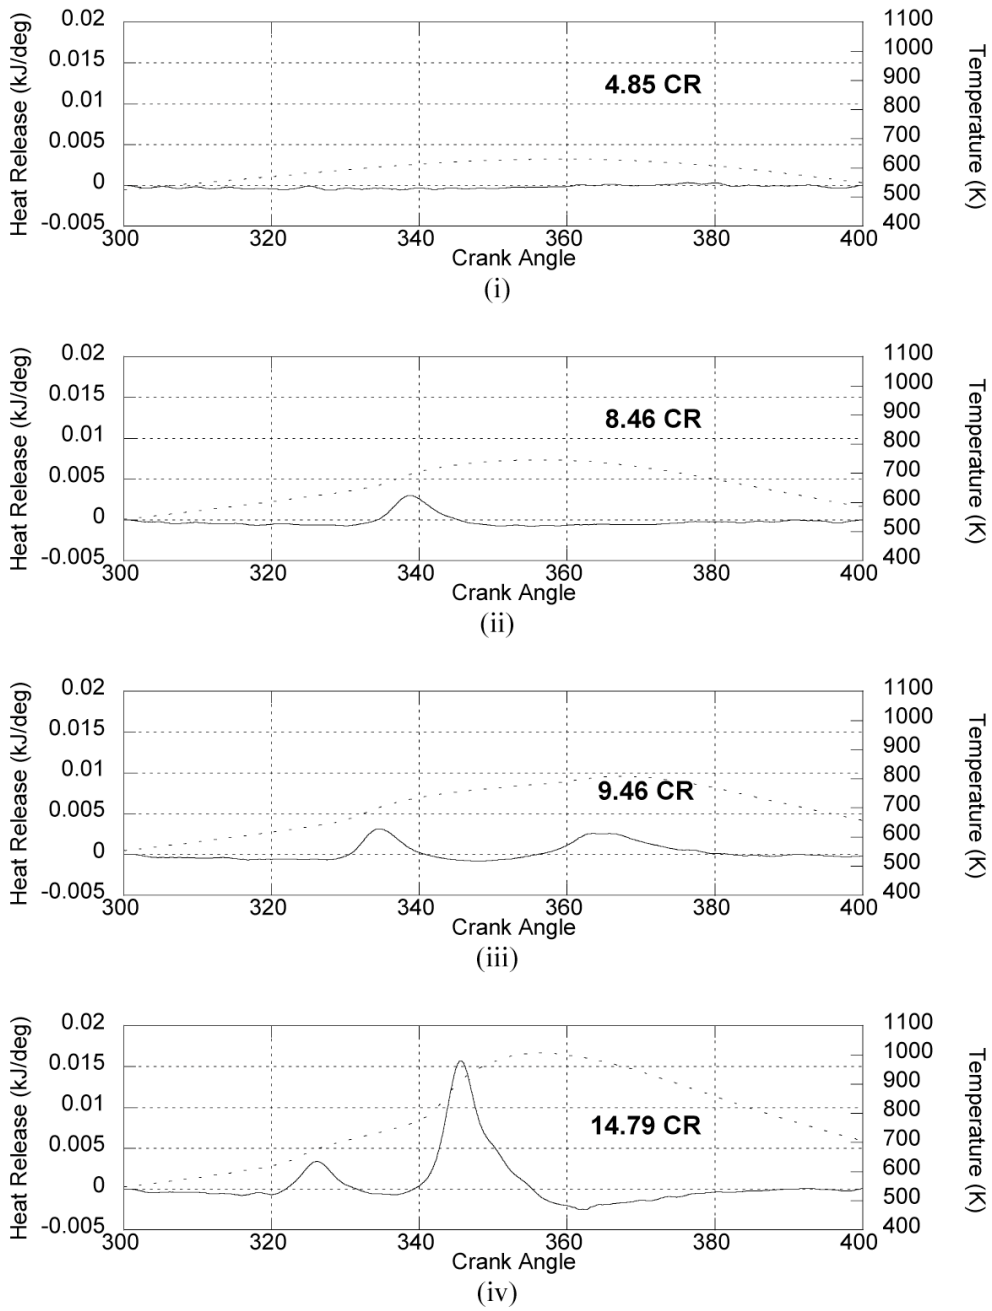 Heat Release (kJ/deg)
0.02
0.015
0.01
0.005
0
-0.005
4.85 CR
1100
1000
900
800
700
600
500
400
Temperature (K)
300 320 340 360 380 400
Crank Angle
(i)
Heat Release (kJ/deg)
0.02
0.015
0.01
0.005
0
-0.005
8.46 CR
1100
1000
900
800
700
600
500
400
Temperature (K)
300 320 340 360 380 400
Crank Angle
(ii)
Heat Release (kJ/deg)
0.02
0.015
0.01
0.005
0
-0.005
9.46 CR
1100
1000
900
800
700
600
500
400
Temperature (K)
300 320 340 360 380 400
Crank Angle
(iii)
Heat Release (kJ/deg)
0.02
0.015
0.01
0.005
0
-0.005
14.79 CR
1100
1000
900
800
700
600
500
400
Temperature (K)
300 320 340 360 380 400
Crank Angle
(iv)